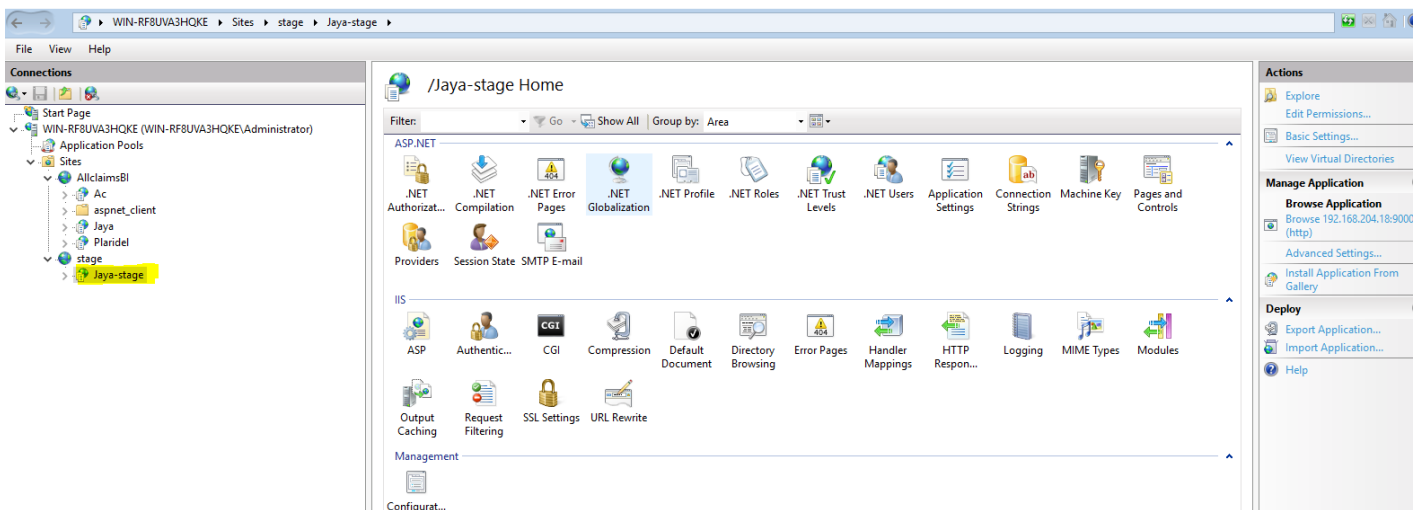 WIN-RF8UVA3HQKE ▸ Sites ▸ stage ▸ Jaya-stage ▸
File View Help
Connections
Start Page
WIN-RF8UVA3HQKE (WIN-RF8UVA3HQKE\Administrator)
Application Pools
Sites
AllclaimsBI
Ac
aspnet_client
Jaya
Plaridel
stage
Jaya-stage
/Jaya-stage Home
Filter: Go Show All Group by: Area
ASP.NET
.NET Authorizat...
.NET Compilation
.NET Error Pages
.NET Globalization
.NET Profile
.NET Roles
.NET Trust Levels
.NET Users
Application Settings
Connection Strings
Machine Key
Pages and Controls
Providers
Session State
SMTP E-mail
IIS
ASP
Authentic...
CGI
Compression
Default Document
Directory Browsing
Error Pages
Handler Mappings
HTTP Respon...
Logging
MIME Types
Modules
Output Caching
Request Filtering
SSL Settings
URL Rewrite
Management
Configurat...
Actions
Explore
Edit Permissions...
Basic Settings...
View Virtual Directories
Manage Application
Browse Application
Browse 192.168.204.18:9000
(http)
Advanced Settings...
Install Application From
Gallery
Deploy
Export Application...
Import Application...
Help